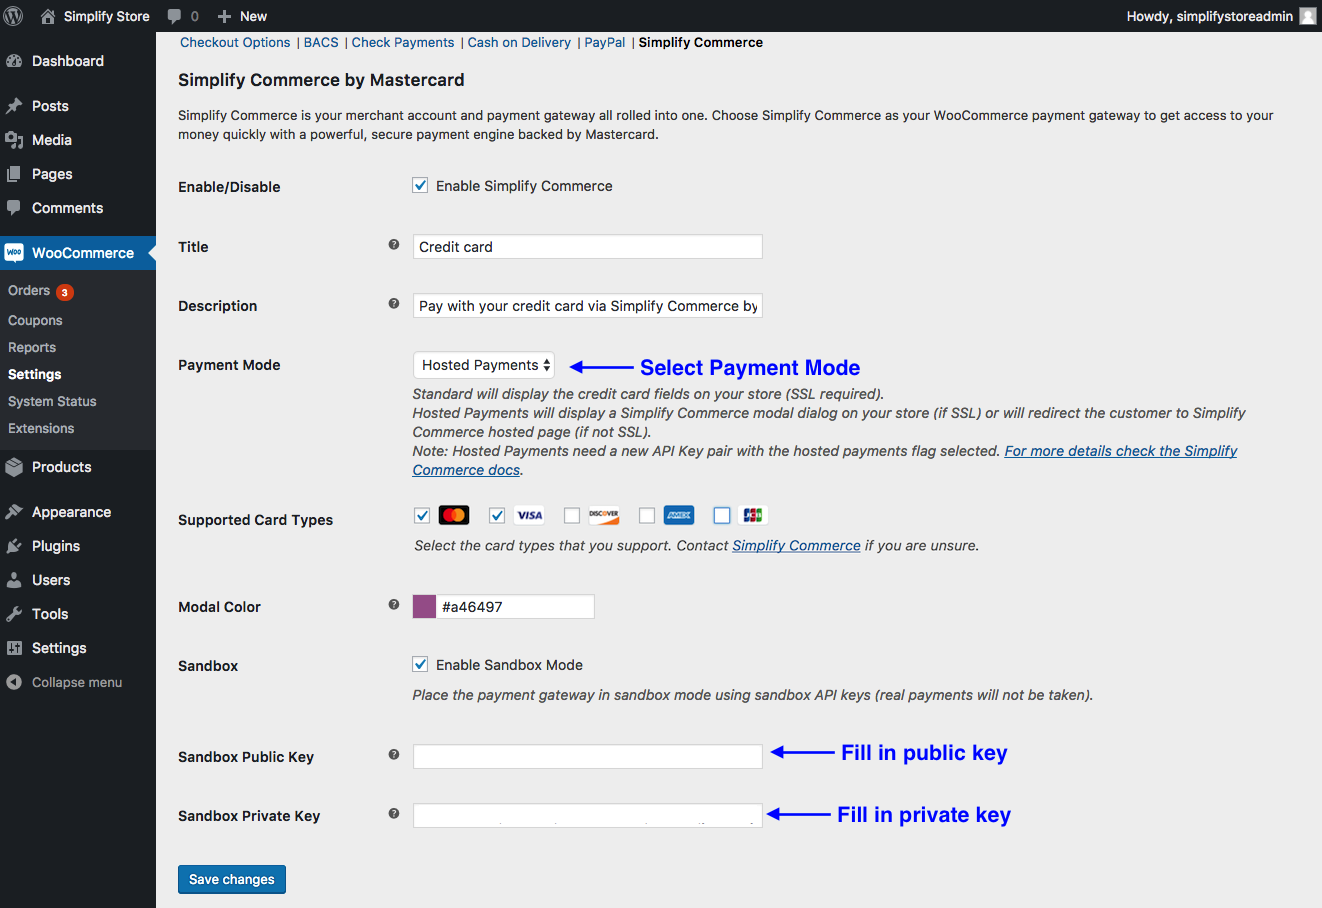 Simplify Store 0 New Howdy, simplifystoreadmin
Dashboard
Posts
Media
Pages
Comments
WOO WooCommerce
Orders 3
Coupons
Reports
Settings
System Status
Extensions
Products
Appearance
Plugins
Users
Tools
Settings
Collapse menu
Checkout Options | BACS | Check Payments | Cash on Delivery | PayPal | Simplify Commerce
Simplify Commerce by Mastercard
Simplify Commerce is your merchant account and payment gateway all rolled into one. Choose Simplify Commerce as your WooCommerce payment gateway to get access to your
money quickly with a powerful, secure payment engine backed by Mastercard.
Enable/Disable Enable Simplify Commerce
Title ? Credit card
Description ? Pay with your credit card via Simplify Commerce by
Payment Mode Hosted Payments Select Payment Mode
Standard will display the credit card fields on your store (SSL required).
Hosted Payments will display a Simplify Commerce modal dialog on your store (if SSL) or will redirect the customer to Simplify
Commerce hosted page (if not SSL).
Note: Hosted Payments need a new API Key pair with the hosted payments flag selected. For more details check the Simplify
Commerce docs.
Supported Card Types VISA DISCOVER AMEX JCB
Select the card types that you support. Contact Simplify Commerce if you are unsure.
Modal Color ? #a46497
Sandbox Enable Sandbox Mode
Place the payment gateway in sandbox mode using sandbox API keys (real payments will not be taken).
Sandbox Public Key ? Fill in public key
Sandbox Private Key ? Fill in private key
Save changes